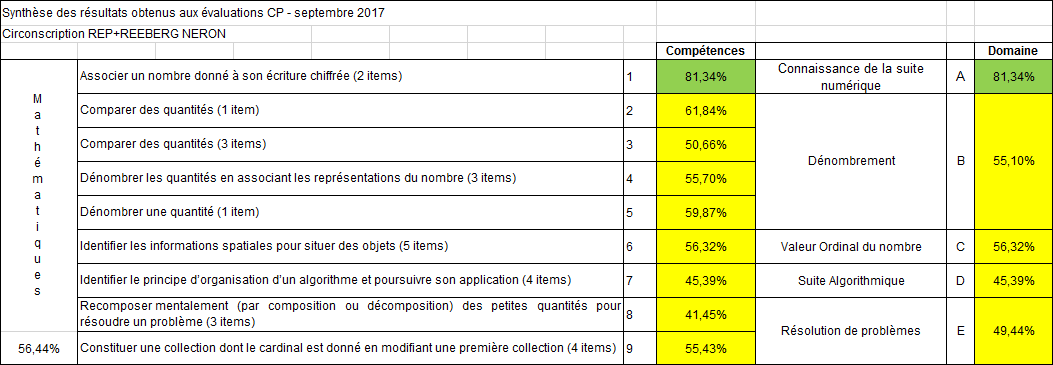 Synthèse des résultats obtenus aux évaluations CP - septembre 2017
Circonscription REP+REEBERG NERON
Compétences Domaine
Mathématiques
Associer un nombre donné à son écriture chiffrée (2 items) 1 81,34% Connaissance de la suite numérique A 81,34%
Comparer des quantités (1 item) 2 61,84%
Comparer des quantités (3 items) 3 50,66%
Dénombrement B 55,10%
Dénombrer les quantités en associant les représentations du nombre (3 items) 4 55,70%
Dénombrer une quantité (1 item) 5 59,87%
Identifier les informations spatiales pour situer des objets (5 items) 6 56,32% Valeur Ordinal du nombre C 56,32%
Identifier le principe d'organisation d'un algorithme et poursuivre son application (4 items) 7 45,39% Suite Algorithmique D 45,39%
Recomposer mentalement (par composition ou décomposition) des petites quantités pour
résoudre un problème (3 items) 8 41,45%
Résolution de problèmes E 49,44%
56,44% Constituer une collection dont le cardinal est donné en modifiant une première collection (4 items) 9 55,43%